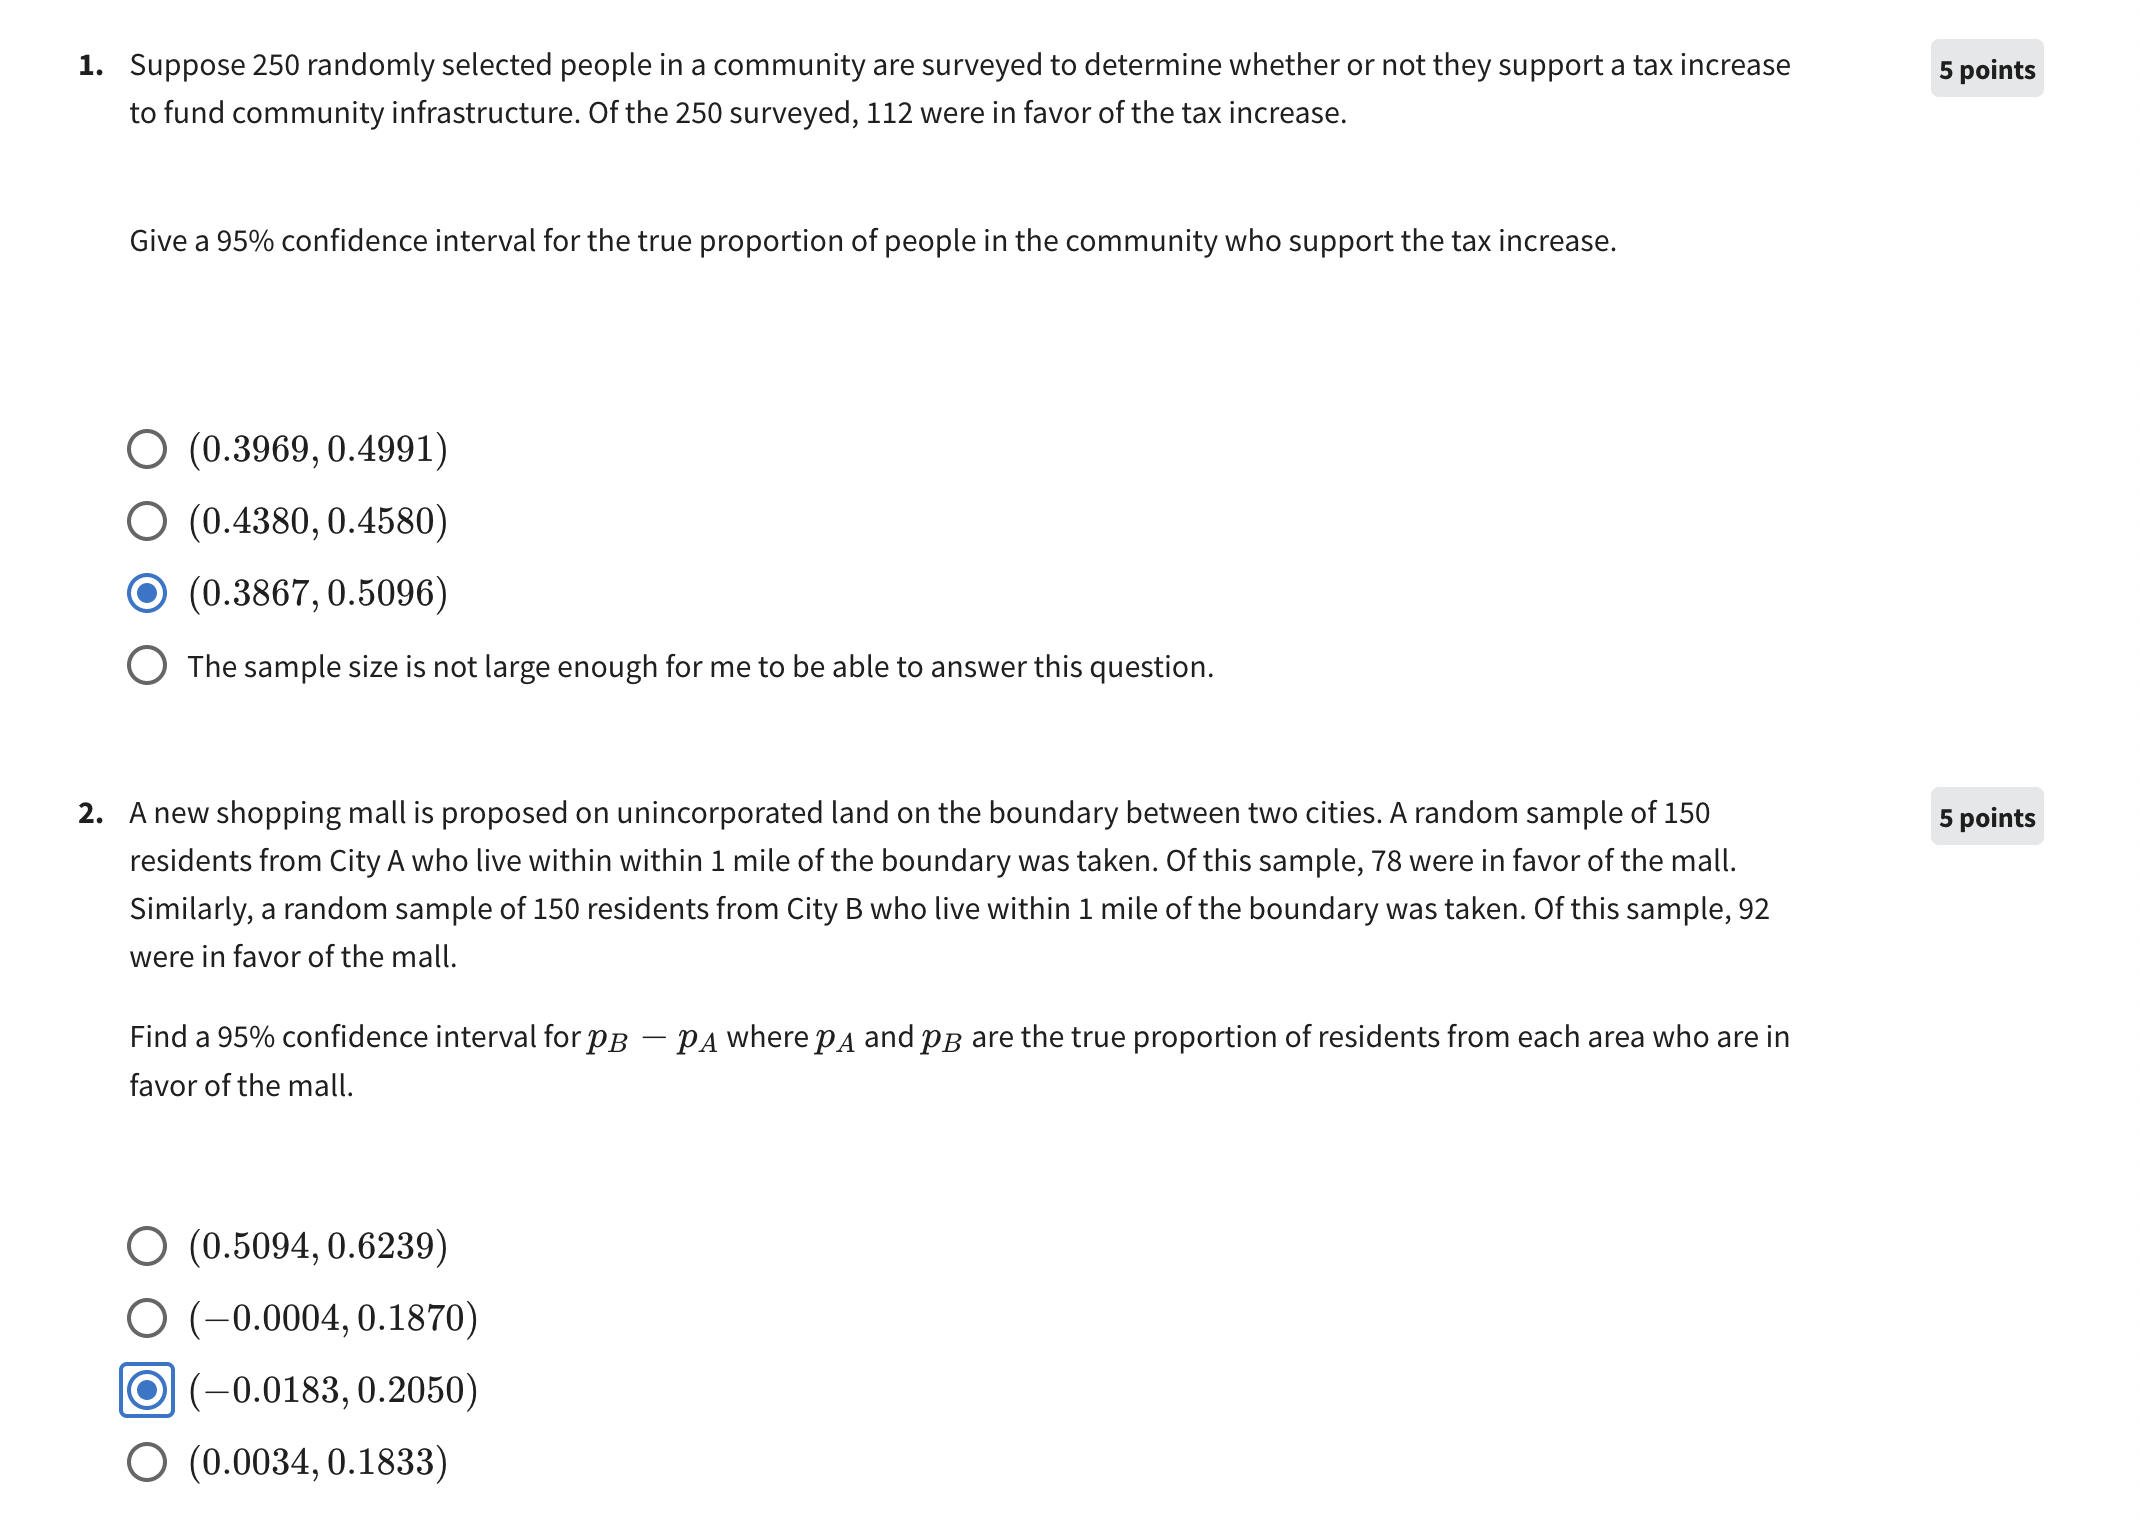 1. Suppose 250 randomly selected people in a community are surveyed to determine whether or not they support a tax increase
5 points
to fund community infrastructure. Of the 250 surveyed, 112 were in favor of the tax increase.
Give a 95% confidence interval for the true proportion of people in the community who support the tax increase.
(0.3969, 0.4991)
(0.4380, 0.4580)
(0.3867, 0.5096)
The sample size is not large enough for me to be able to answer this question.
2. A new shopping mall is proposed on unincorporated land on the boundary between two cities. A random sample of 150
5 points
residents from City A who live within within 1 mile of the boundary was taken. Of this sample, 78 were in favor of the mall.
Similarly, a random sample of 150 residents from City B who live within 1 mile of the boundary was taken. Of this sample, 92
were in favor of the mall.
Find a 95% confidence interval for p_B − p_A where p_A and p_B are the true proportion of residents from each area who are in
favor of the mall.
(0.5094, 0.6239)
(−0.0004, 0.1870)
(−0.0183, 0.2050)
(0.0034, 0.1833)